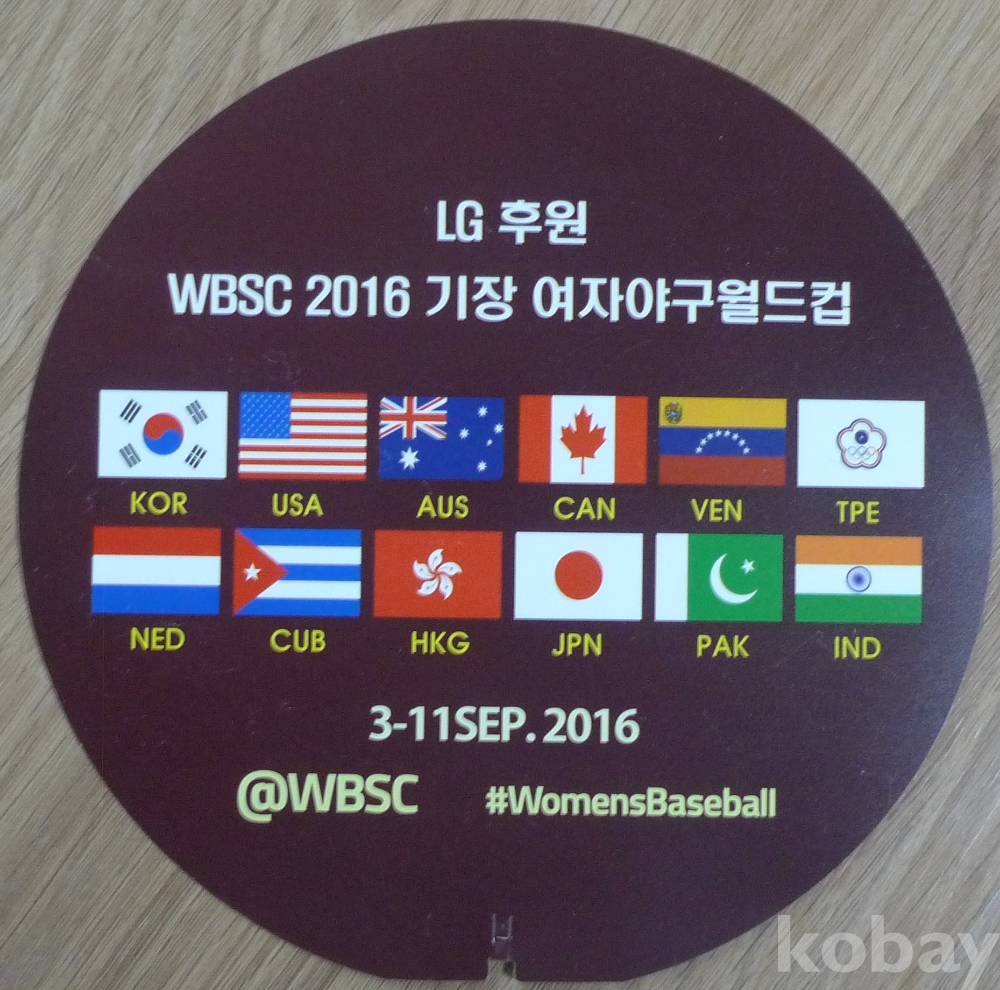 LG 후원
WBSC 2016 기장 여자야구월드컵
KOR USA AUS CAN VEN TPE
NED CUB HKG JPN PAK IND
3-11SEP. 2016
@WBSC #WomensBaseball
kobay